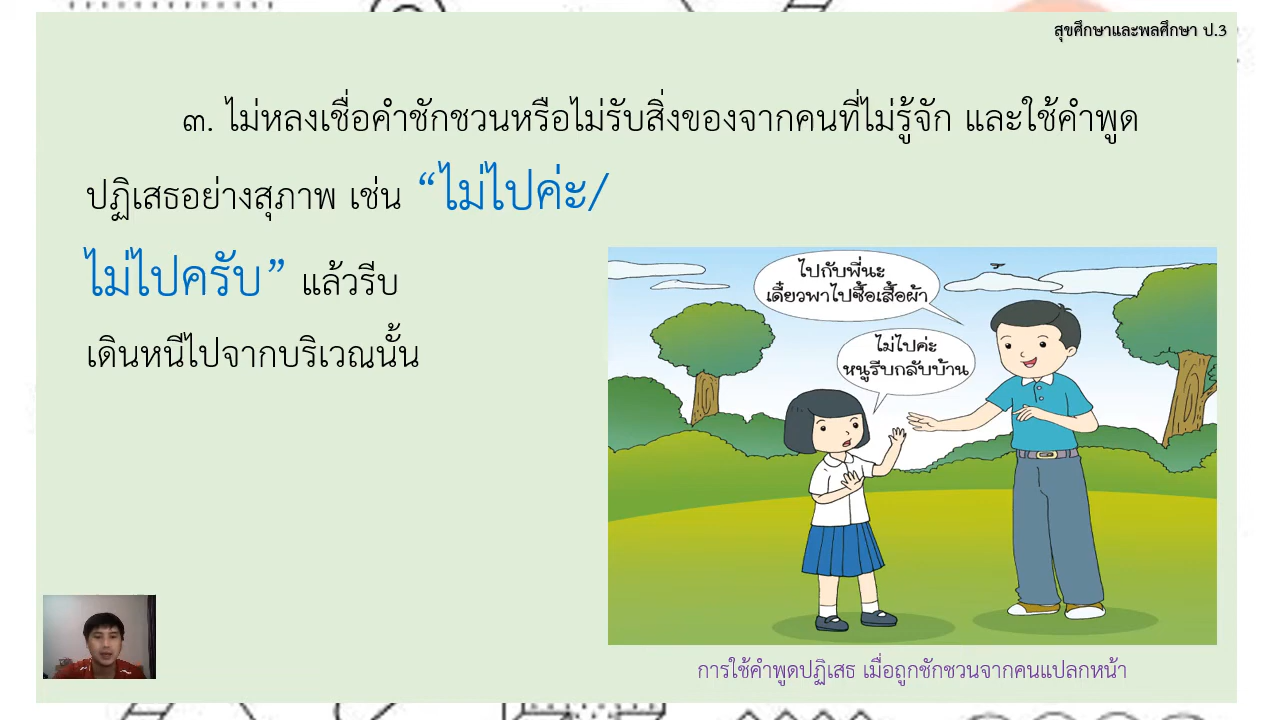 สุขศึกษาและพลศึกษา ป.3
๓. ไม่หลงเชื่อคำชักชวนหรือไม่รับสิ่งของจากคนที่ไม่รู้จัก และใช้คำพูด
ปฏิเสธอย่างสุภาพ เช่น “ไม่ไปค่ะ/
ไม่ไปครับ” แล้วรีบ
เดินหนีไปจากบริเวณนั้น
ไปกับพี่นะ
เดี๋ยวพาไปซื้อเสื้อผ้า
ไม่ไปค่ะ
หนูรีบกลับบ้าน
การใช้คำพูดปฏิเสธ เมื่อถูกชักชวนจากคนแปลกหน้า